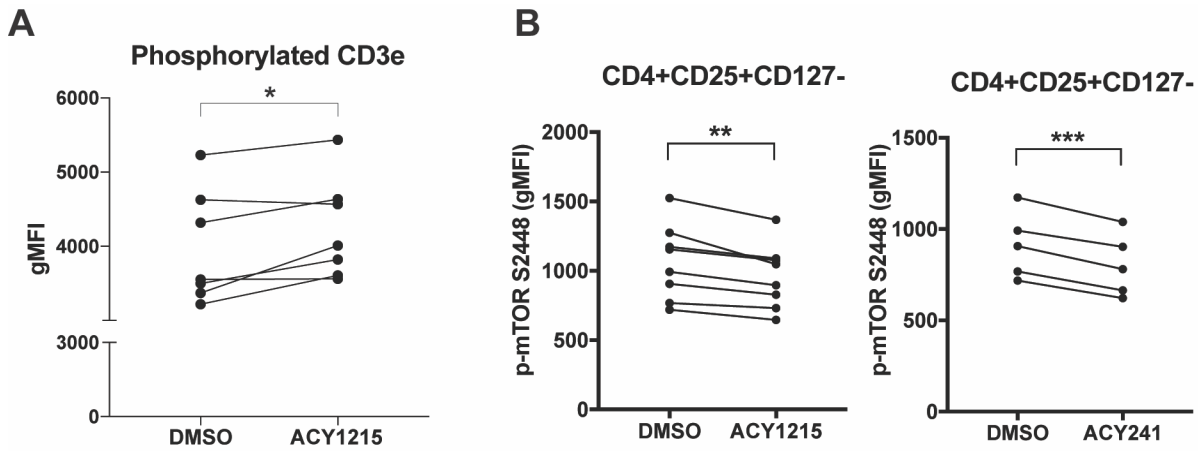 A
Phosphorylated CD3e
*
gMFI
6000
5000
4000
3000
0
DMSO ACY1215
B
CD4+CD25+CD127-
**
p-mTOR S2448 (gMFI)
2000
1500
1000
500
0
DMSO ACY1215
CD4+CD25+CD127-
***
p-mTOR S2448 (gMFI)
1500
1000
500
0
DMSO ACY241